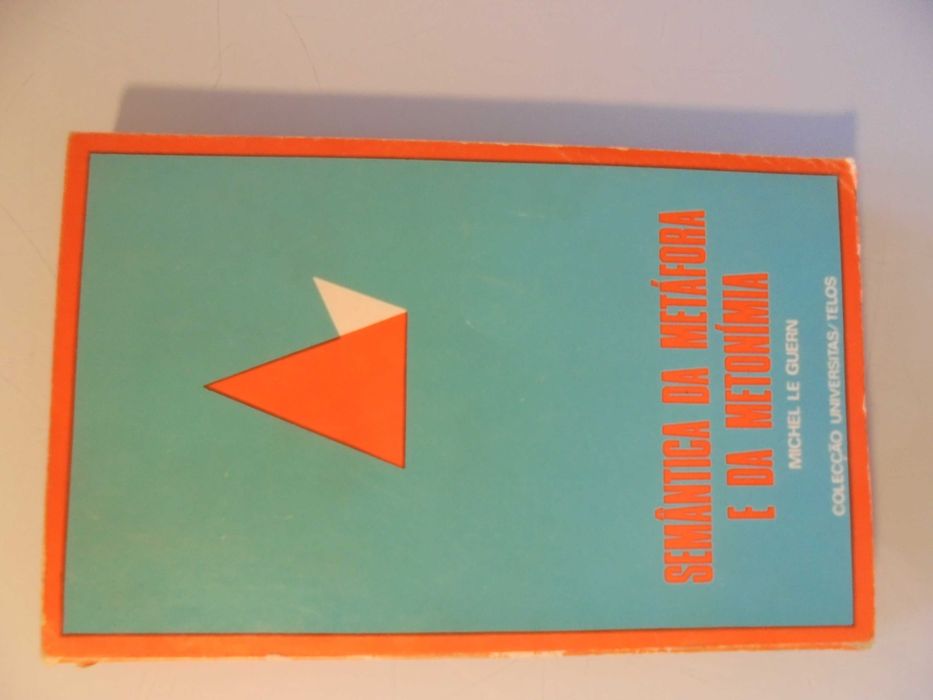 SEMÂNTICA DA METÁFORA
E DA METONÍMIA
MICHEL LE GUERN
COLECÇÃO UNIVERSITAS/TELOS